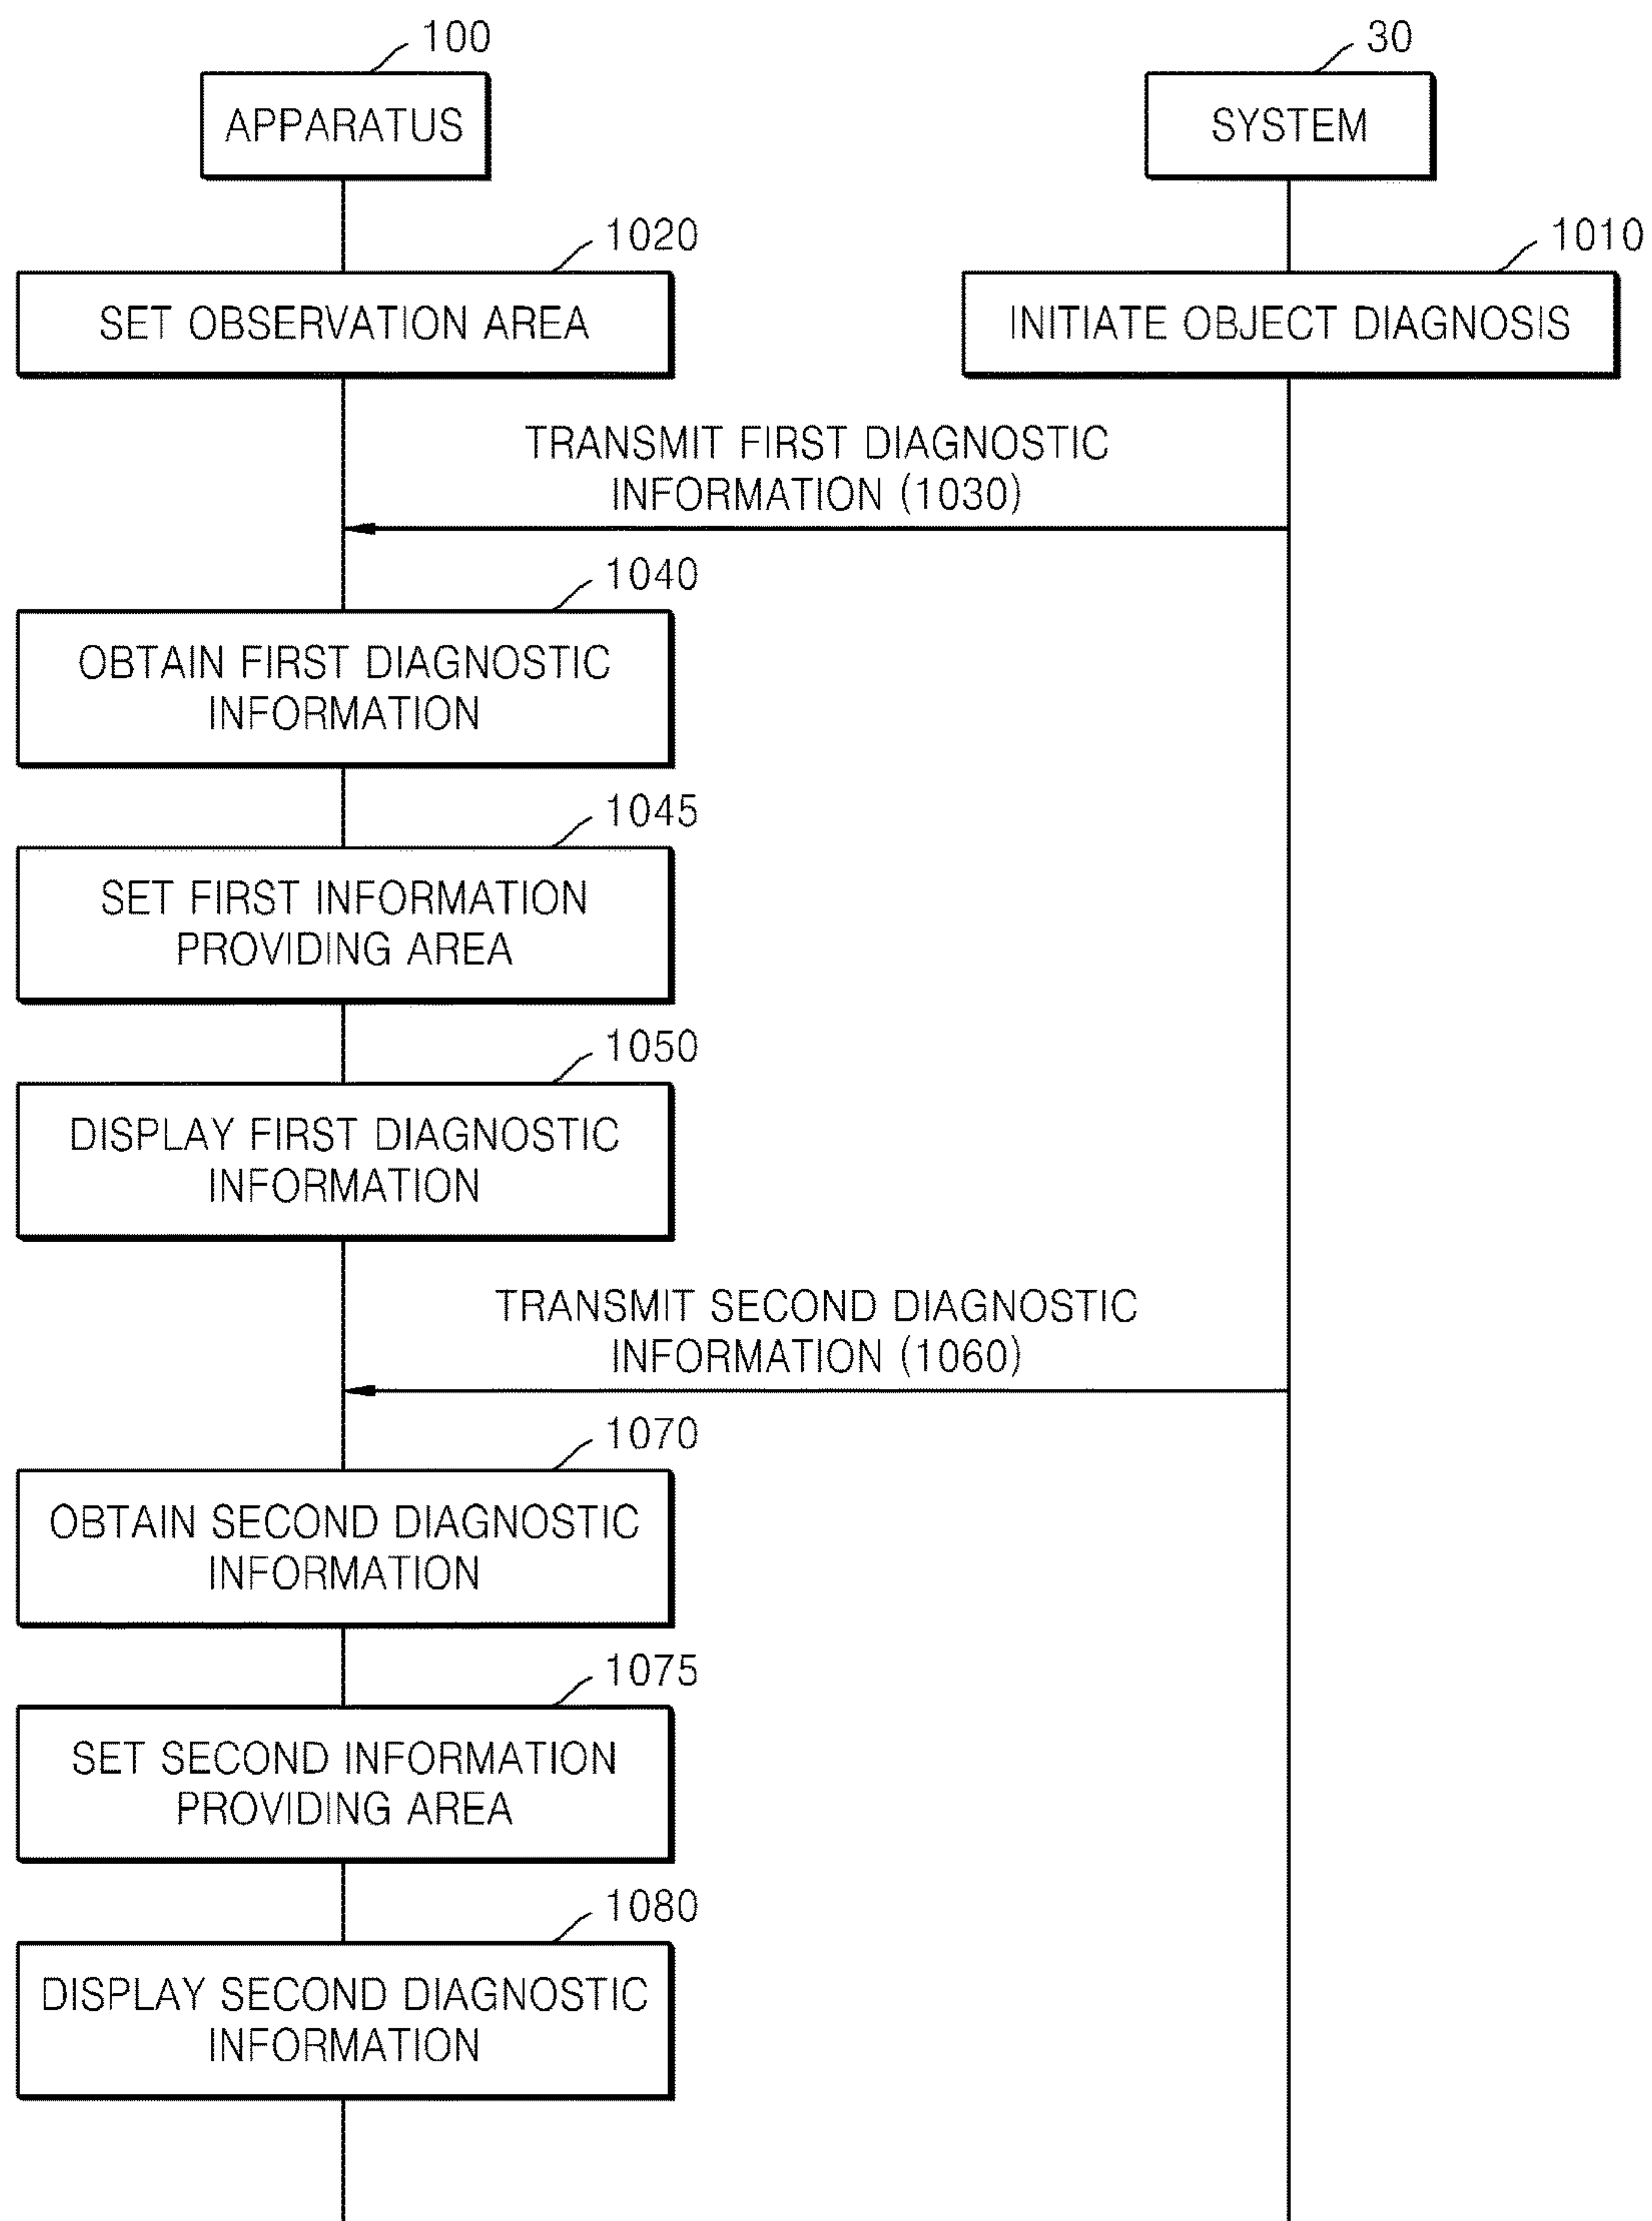 100
30
APPARATUS
SYSTEM
1020
1010
SET OBSERVATION AREA
INITIATE OBJECT DIAGNOSIS
TRANSMIT FIRST DIAGNOSTIC
INFORMATION (1030)
1040
OBTAIN FIRST DIAGNOSTIC
INFORMATION
1045
SET FIRST INFORMATION
PROVIDING AREA
1050
DISPLAY FIRST DIAGNOSTIC
INFORMATION
TRANSMIT SECOND DIAGNOSTIC
INFORMATION (1060)
1070
OBTAIN SECOND DIAGNOSTIC
INFORMATION
1075
SET SECOND INFORMATION
PROVIDING AREA
1080
DISPLAY SECOND DIAGNOSTIC
INFORMATION